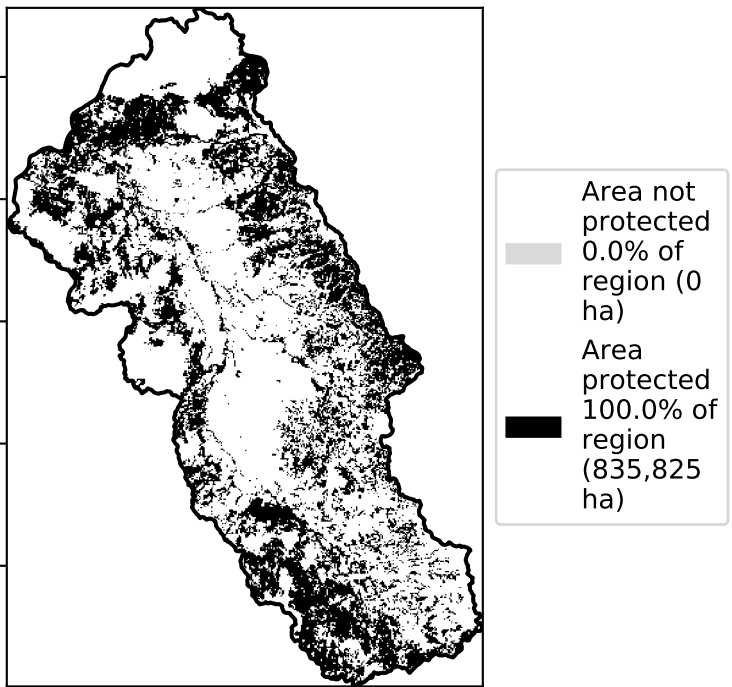 Area not
protected
0.0% of
region (0
ha)
Area
protected
100.0% of
region
(835,825
ha)